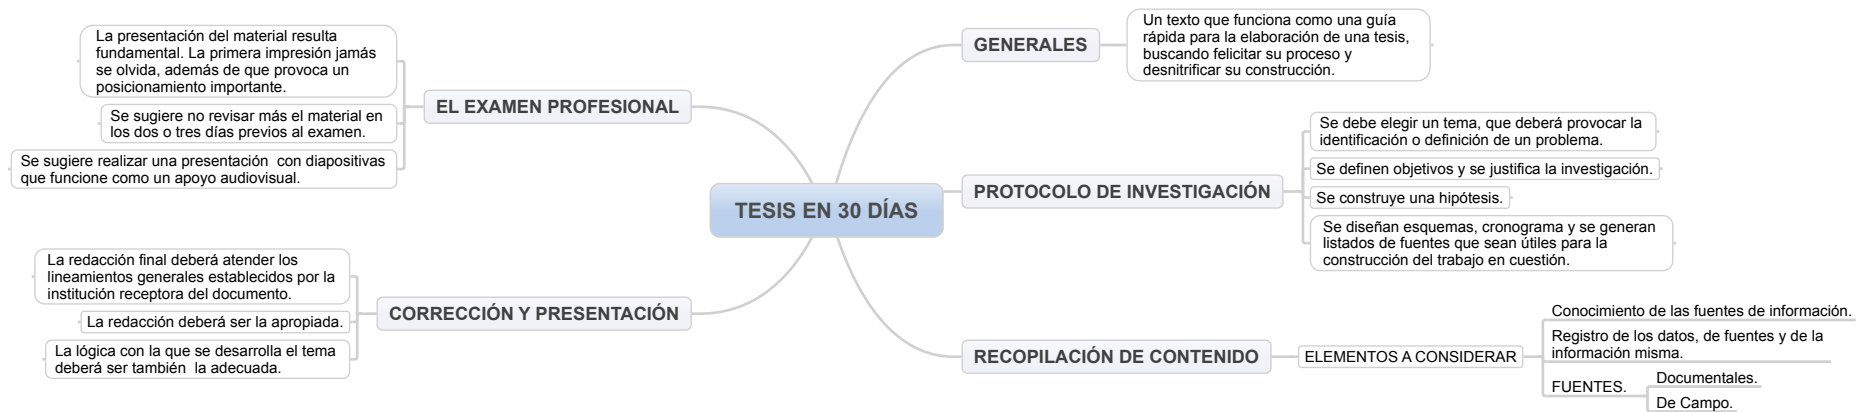 TESIS EN 30 DÍAS
GENERALES
Un texto que funciona como una guía
rápida para la elaboración de una tesis,
buscando felicitar su proceso y
desnitrificar su construcción.
PROTOCOLO DE INVESTIGACIÓN
Se debe elegir un tema, que deberá provocar la
identificación o definición de un problema.
Se definen objetivos y se justifica la investigación.
Se construye una hipótesis.
Se diseñan esquemas, cronograma y se generan
listados de fuentes que sean útiles para la
construcción del trabajo en cuestión.
RECOPILACIÓN DE CONTENIDO
ELEMENTOS A CONSIDERAR
Conocimiento de las fuentes de información.
Registro de los datos, de fuentes y de la
información misma.
FUENTES.
Documentales.
De Campo.
EL EXAMEN PROFESIONAL
La presentación del material resulta
fundamental. La primera impresión jamás
se olvida, además de que provoca un
posicionamiento importante.
Se sugiere no revisar más el material en
los dos o tres días previos al examen.
Se sugiere realizar una presentación  con diapositivas
que funcione como un apoyo audiovisual.
CORRECCIÓN Y PRESENTACIÓN
La redacción final deberá atender los
lineamientos generales establecidos por la
institución receptora del documento.
La redacción deberá ser la apropiada.
La lógica con la que se desarrolla el tema
deberá ser también  la adecuada.